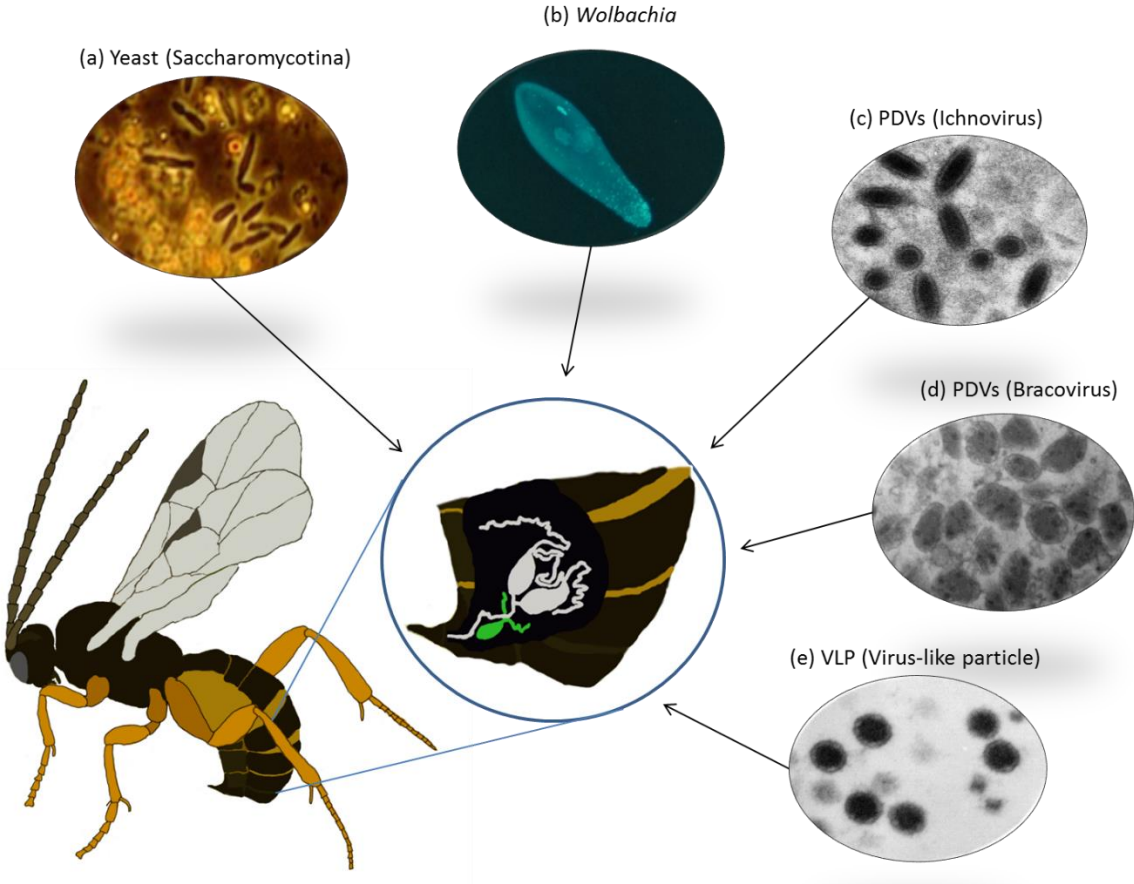 (b) Wolbachia
(a) Yeast (Saccharomycotina)
(c) PDVs (Ichnovirus)
(d) PDVs (Bracovirus)
(e) VLP (Virus-like particle)